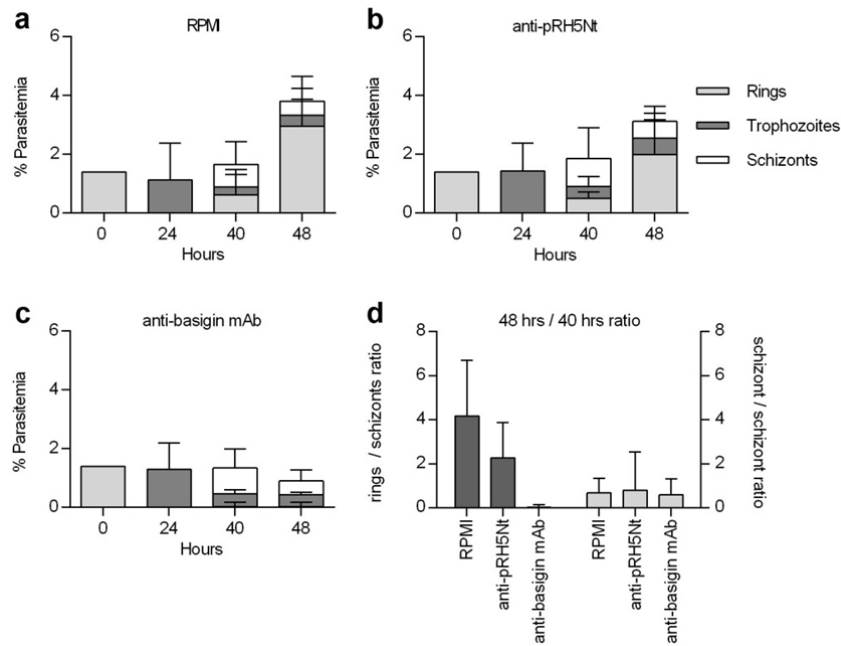 a
RPMI
% Parasitemia
6
4
2
0
0 24 40 48
Hours
b
anti-pRH5Nt
% Parasitemia
6
4
2
0
0 24 40 48
Hours
Rings
Trophozoites
Schizonts
c
anti-basigin mAb
% Parasitemia
6
4
2
0
0 24 40 48
Hours
d
48 hrs / 40 hrs ratio
rings / schizonts ratio
8
6
4
2
0
RPMI
anti-pRH5Nt
anti-basigin mAb
RPMI
anti-pRH5Nt
anti-basigin mAb
8
6
4
2
0
schizont / schizont ratio